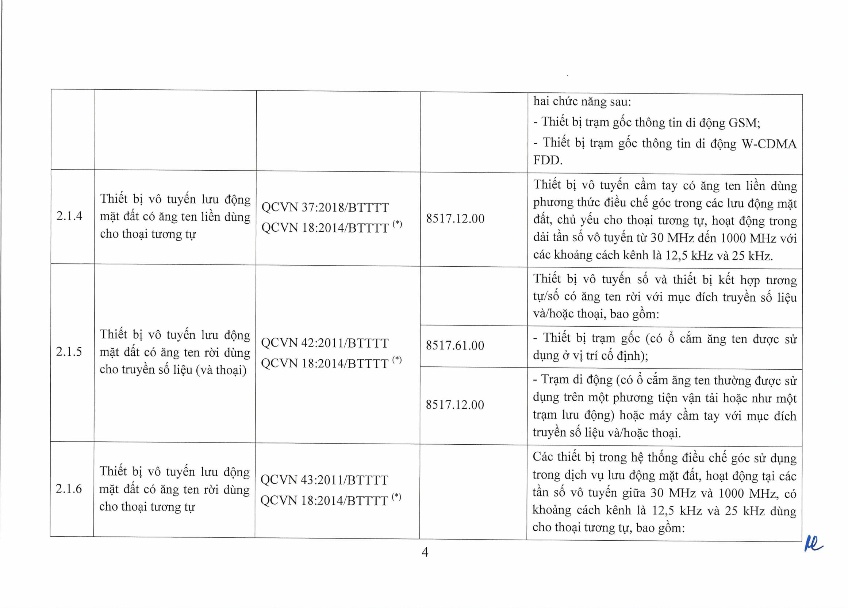 hai chức năng sau:
- Thiết bị trạm gốc thông tin di động GSM;
- Thiết bị trạm gốc thông tin di động W-CDMA
FDD.
2.1.4
Thiết bị vô tuyến lưu động
mặt đất có ăng ten liền dùng
cho thoại tương tự
QCVN 37:2018/BTTTT
QCVN 18:2014/BTTTT (*)
8517.12.00
Thiết bị vô tuyến cầm tay có ăng ten liền dùng
phương thức điều chế góc trong các lưu động mặt
đất, chủ yếu cho thoại tương tự, hoạt động trong
dải tần số vô tuyến từ 30 MHz đến 1000 MHz với
các khoảng cách kênh là 12,5 kHz và 25 kHz.
2.1.5
Thiết bị vô tuyến lưu động
mặt đất có ăng ten rời dùng
cho truyền số liệu (và thoại)
QCVN 42:2011/BTTTT
QCVN 18:2014/BTTTT (*)
Thiết bị vô tuyến số và thiết bị kết hợp tương
tự/số có ăng ten rời với mục đích truyền số liệu
và/hoặc thoại, bao gồm:
8517.61.00
- Thiết bị trạm gốc (có ổ cắm ăng ten được sử
dụng ở vị trí cố định);
8517.12.00
- Trạm di động (có ổ cắm ăng ten thường được sử
dụng trên một phương tiện vận tải hoặc như một
trạm lưu động) hoặc máy cầm tay với mục đích
truyền số liệu và/hoặc thoại.
2.1.6
Thiết bị vô tuyến lưu động
mặt đất có ăng ten rời dùng
cho thoại tương tự
QCVN 43:2011/BTTTT
QCVN 18:2014/BTTTT (*)
Các thiết bị trong hệ thống điều chế góc sử dụng
trong dịch vụ lưu động mặt đất, hoạt động tại các
tần số vô tuyến giữa 30 MHz và 1000 MHz, có
khoảng cách kênh là 12,5 kHz và 25 kHz dùng
cho thoại tương tự, bao gồm:
4